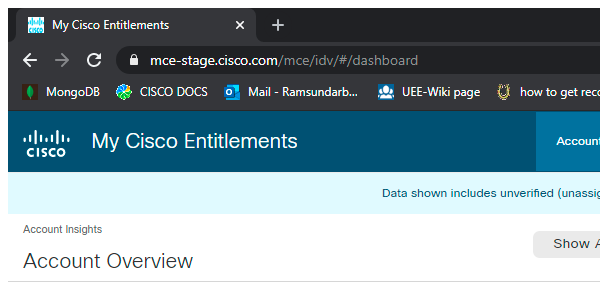 My Cisco Entitlements
mce-stage.cisco.com/mce/idv/#/dashboard
MongoDB CISCO DOCS Mail - Ramsundarb... UEE-Wiki page how to get reco
CISCO My Cisco Entitlements Account
Data shown includes unverified (unassig
Account Insights
Account Overview
Show A